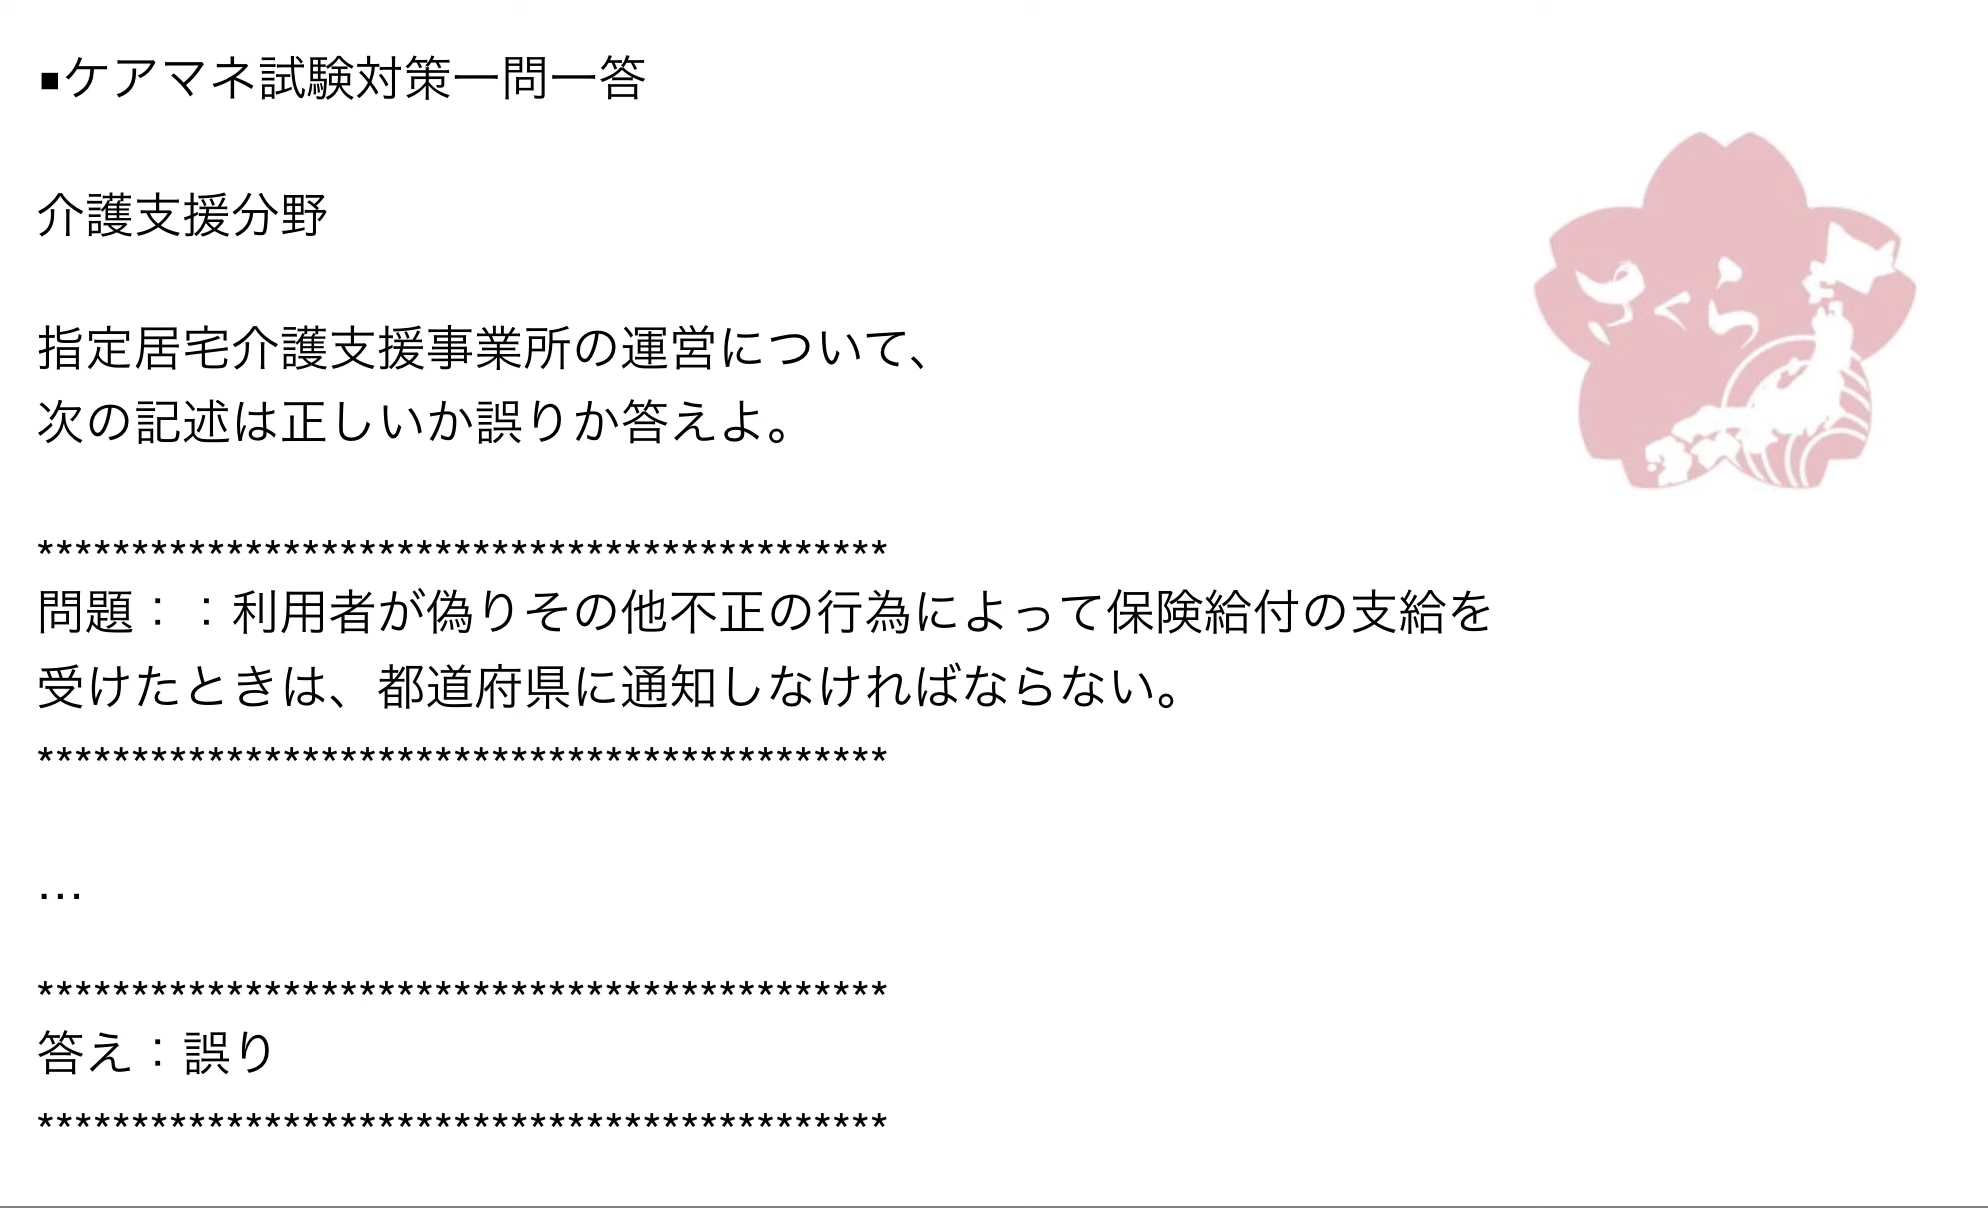 ▪ケアマネ試験対策一問一答
介護支援分野
さくら
指定居宅介護支援事業所の運営について、
次の記述は正しいか誤りか答えよ。
*********************************************
問題：：利用者が偽りその他不正の行為によって保険給付の支給を
受けたときは、都道府県に通知しなければならない。
*********************************************
…
*********************************************
答え：誤り
*********************************************